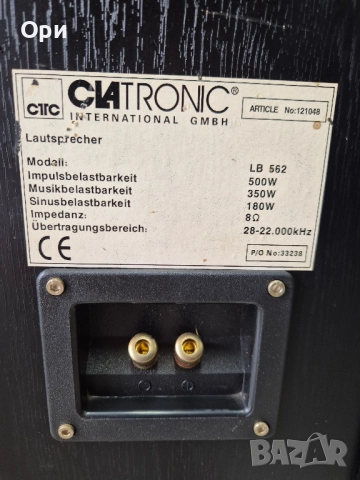 Ори
CTC CLATRONIC®
INTERNATIONAL GMBH
ARTICLE No:121048
Lautsprecher
Modell: LB 562
Impulsbelastbarkeit 500W
Musikbelastbarkeit 350W
Sinusbelastbarkeit 180W
Impedanz: 8Ω
Übertragungsbereich: 28-22.000kHz
CE
P/O No:33238
BAZAR